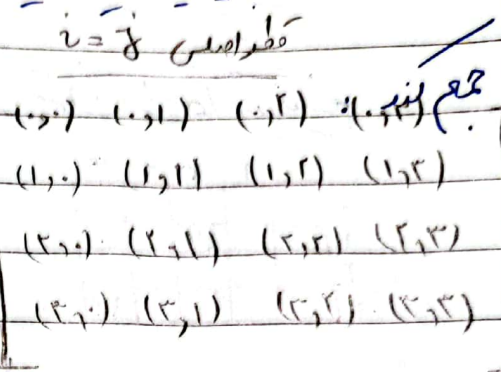 قطر اصلی i = j
جمع کنید:
(۰,۰) (۰,۱) (۰,۲) (۰,۳)
(۱,۰) (۱,۱) (۱,۲) (۱,۳)
(۲,۰) (۲,۱) (۲,۲) (۲,۳)
(۳,۰) (۳,۱) (۳,۲) (۳,۳)